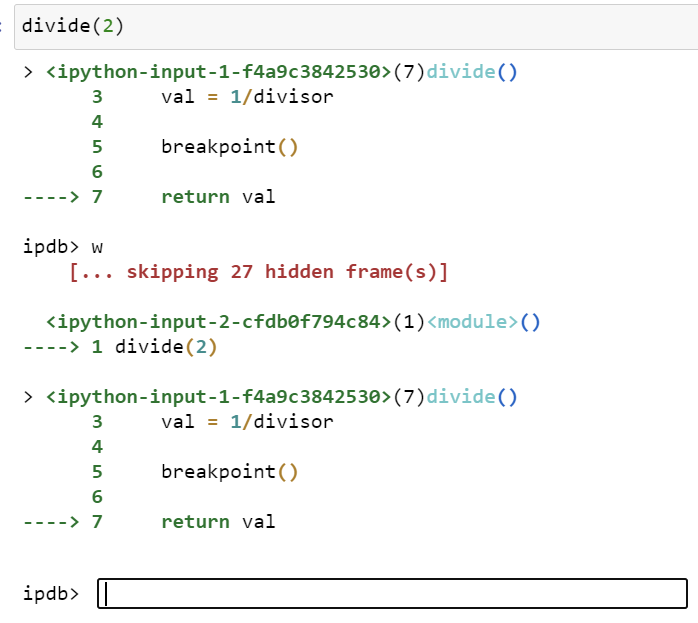 divide(2)
> <ipython-input-1-f4a9c3842530>(7)divide()
      3     val = 1/divisor
      4
      5     breakpoint()
      6
----> 7     return val

ipdb> w
    [... skipping 27 hidden frame(s)]

  <ipython-input-2-cfdb0f794c84>(1)<module>()
----> 1 divide(2)

> <ipython-input-1-f4a9c3842530>(7)divide()
      3     val = 1/divisor
      4
      5     breakpoint()
      6
----> 7     return val

ipdb>